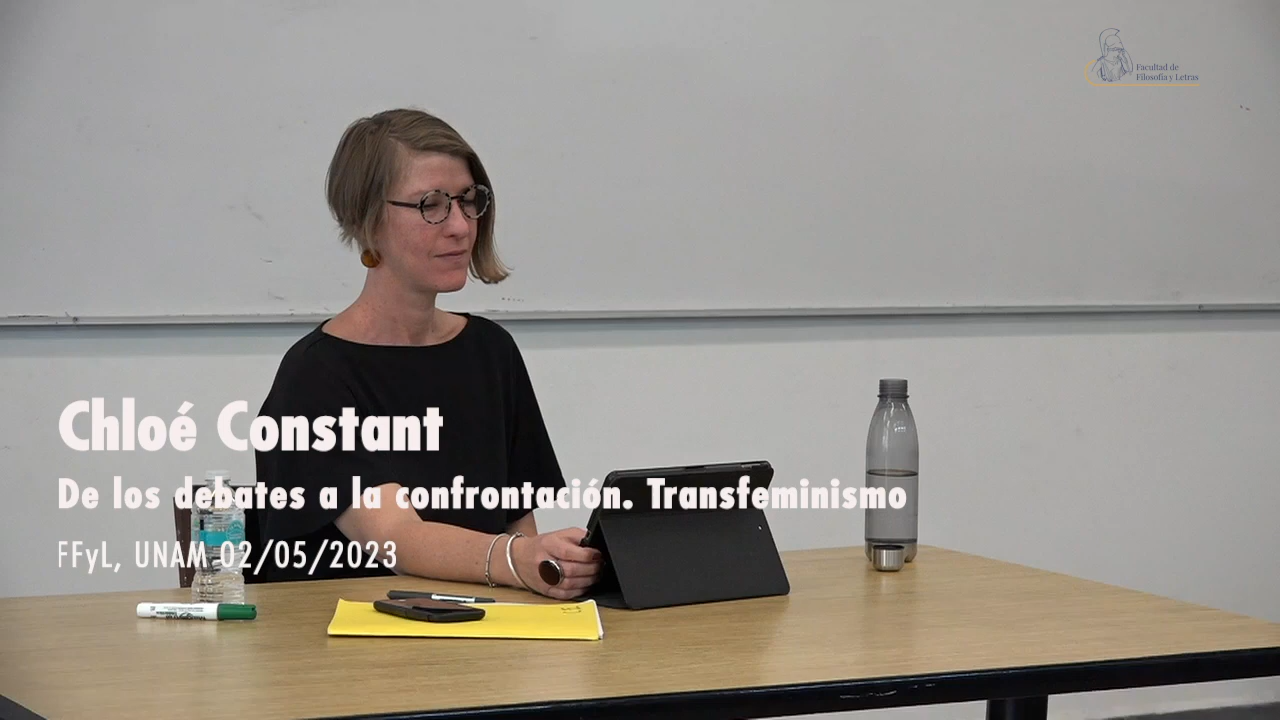 Facultad de
Filosofía y Letras
Chloé Constant
De los debates a la confrontación. Transfeminismo
FFyL, UNAM 02/05/2023